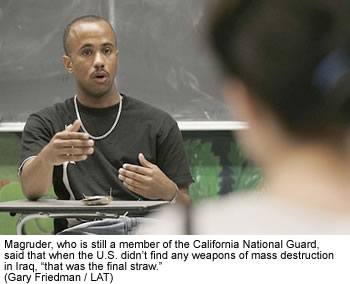 Magruder, who is still a member of the California National Guard,
said that when the U.S. didn't find any weapons of mass destruction
in Iraq, "that was the final straw."
(Gary Friedman / LAT)